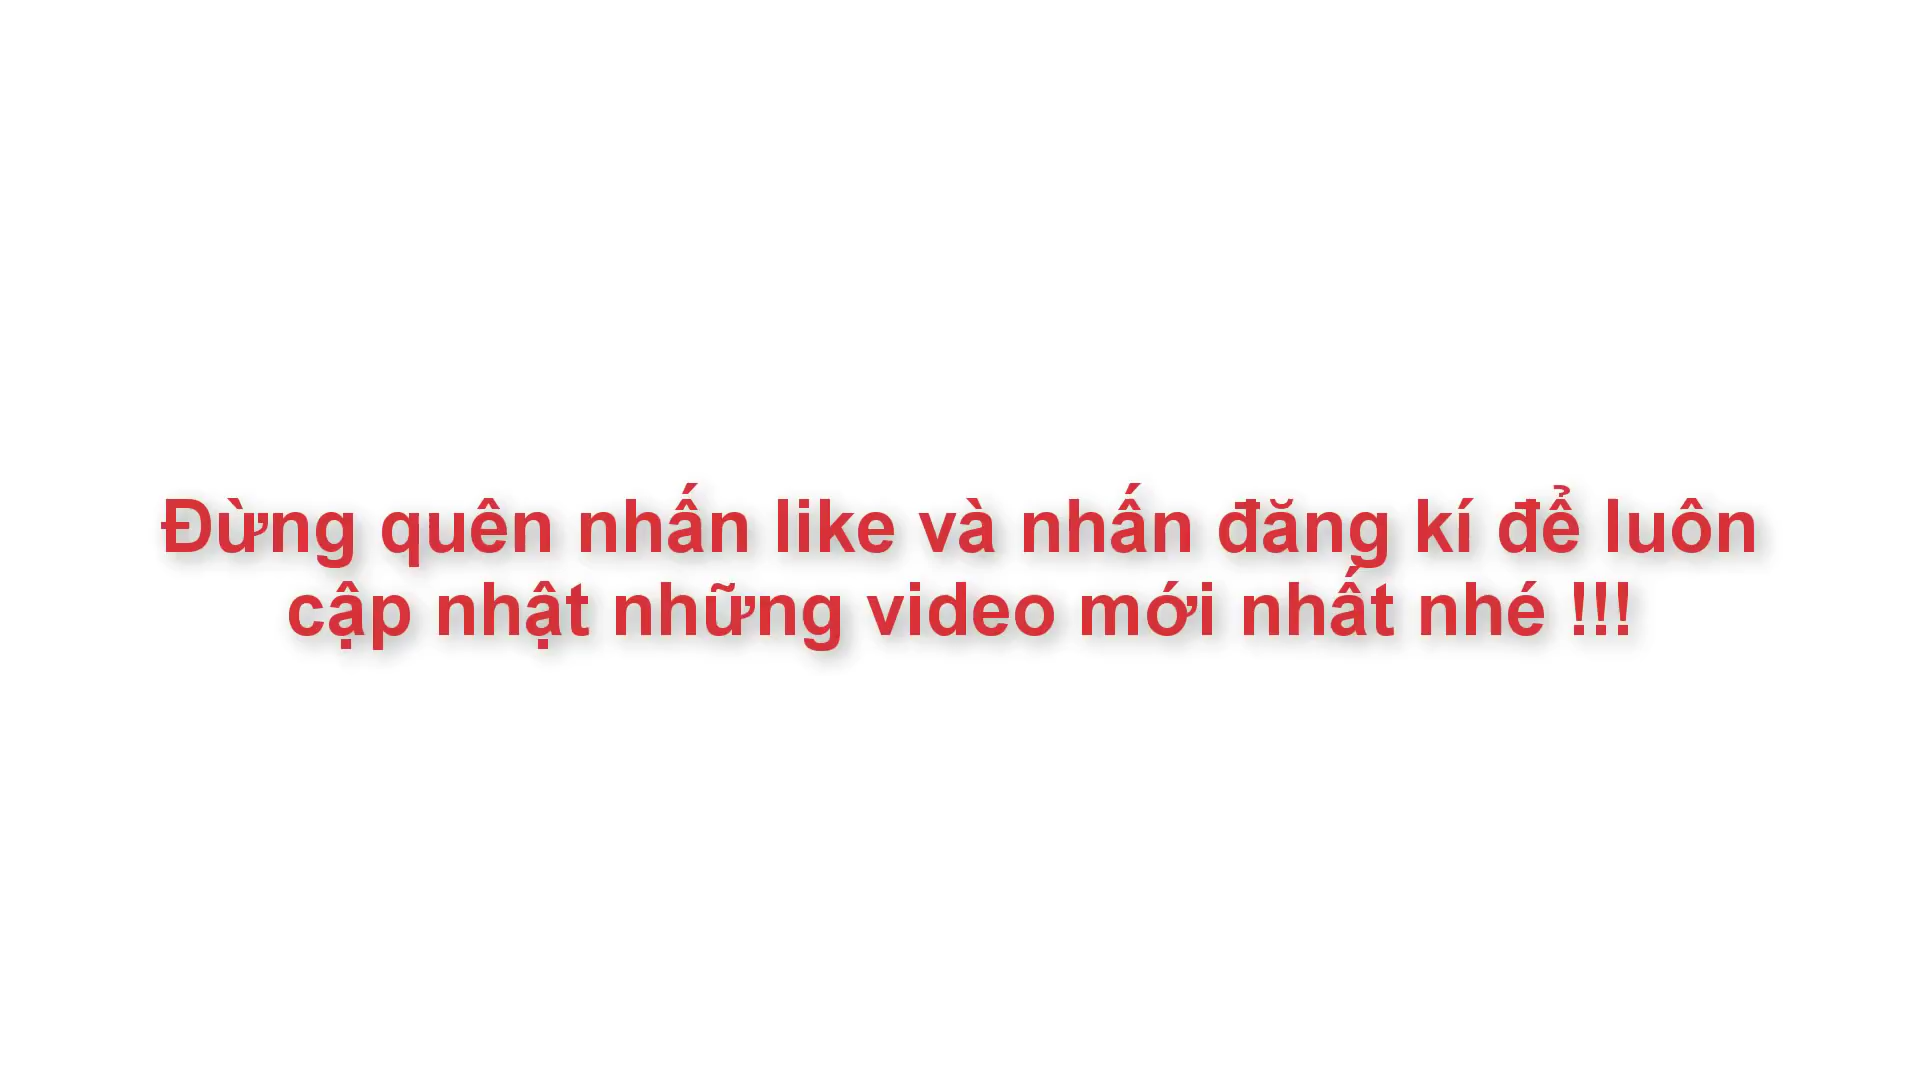 Đừng quên nhấn like và nhấn đăng kí để luôn
cập nhật những video mới nhất nhé !!!